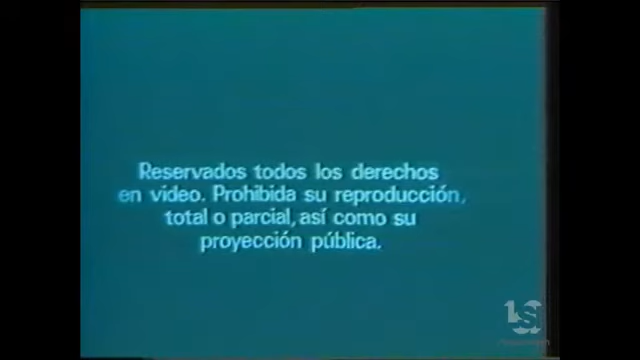 Reservados todos los derechos
en video. Prohibida su reproducción,
total o parcial, así como su
proyección pública.